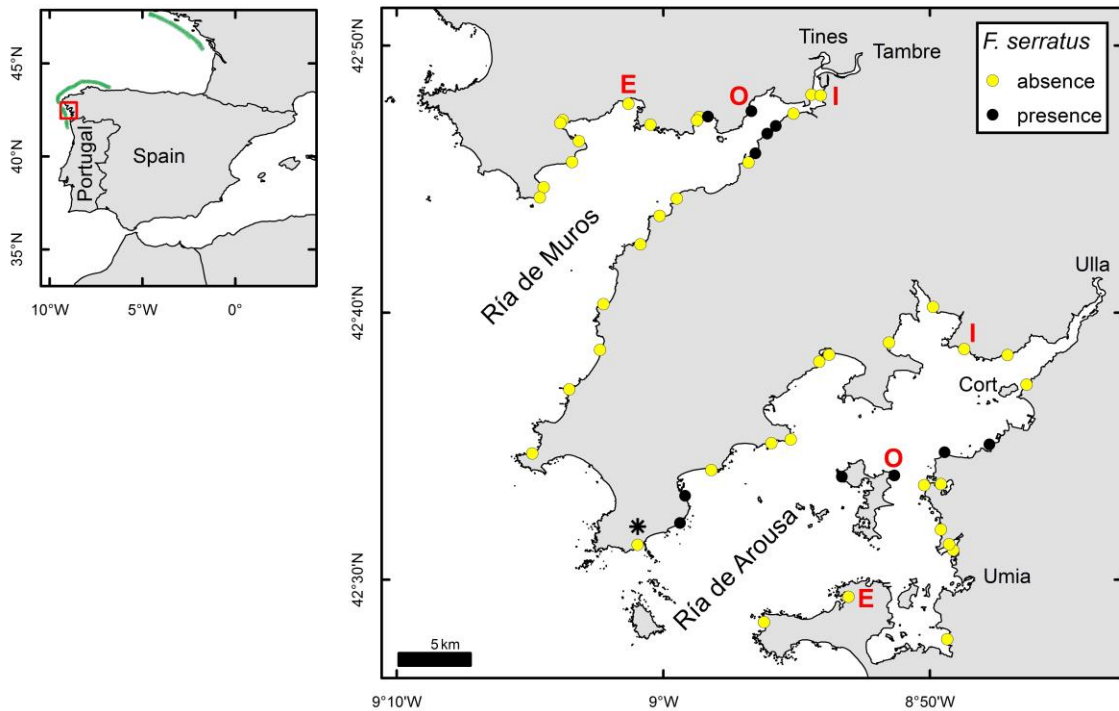 45°N
40°N
35°N
10°W
5°W
0°
Portugal
Spain
42°50'N
42°40'N
42°30'N
9°10'W
9°W
8°50'W
Tines
Tambre
E
O
I
Ría de Muros
Ulla
I
Cort
O
Ría de Arousa
*
Umia
E
5 km
F. serratus
absence
presence